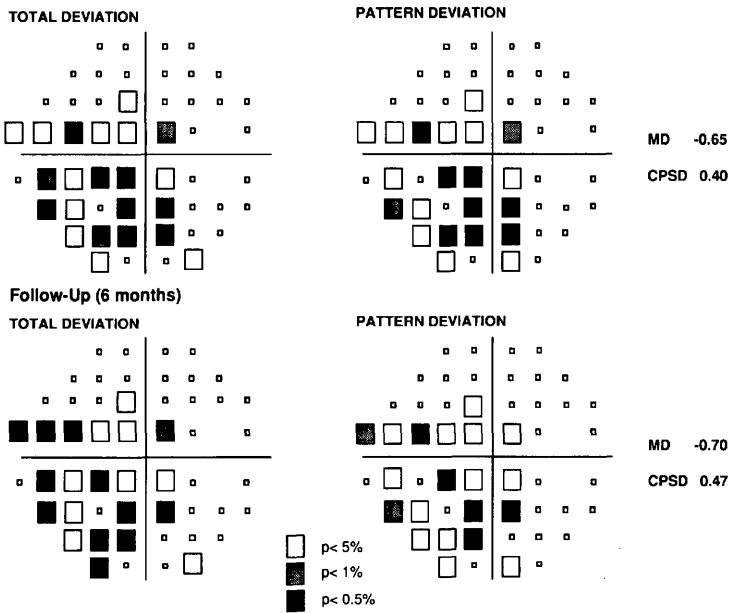 TOTAL DEVIATION
PATTERN DEVIATION
MD -0.65
CPSD 0.40
Follow-Up (6 months)
TOTAL DEVIATION
PATTERN DEVIATION
MD -0.70
CPSD 0.47
p< 5%
p< 1%
p< 0.5%